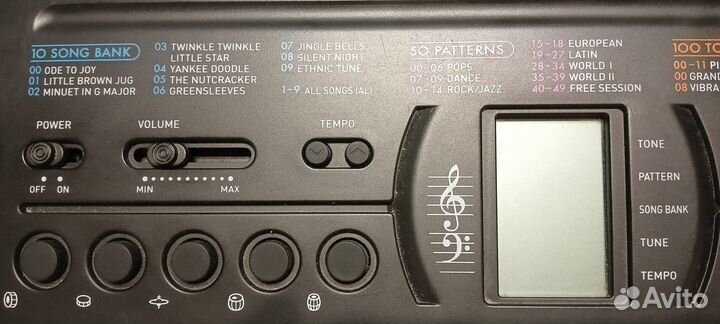 10 SONG BANK
00 ODE TO JOY
01 LITTLE BROWN JUG
02 MINUET IN G MAJOR
03 TWINKLE TWINKLE
LITTLE STAR
04 YANKEE DOODLE
05 THE NUTCRACKER
06 GREENSLEEVES
07 JINGLE BELLS
08 SILENT NIGHT
09 ETHNIC TUNE
1~9 ALL SONGS (AL)
50 PATTERNS
00~06 POPS
07~09 DANCE
10~14 ROCK/JAZZ
15~18 EUROPEAN
19~27 LATIN
28~34 WORLD I
35~39 WORLD II
40~49 FREE SESSION
100 TO
00~11 PI
00 GRAND
08 VIBRA
POWER
OFF ON
VOLUME
MIN MAX
TEMPO
TONE
PATTERN
SONG BANK
TUNE
TEMPO
Avito